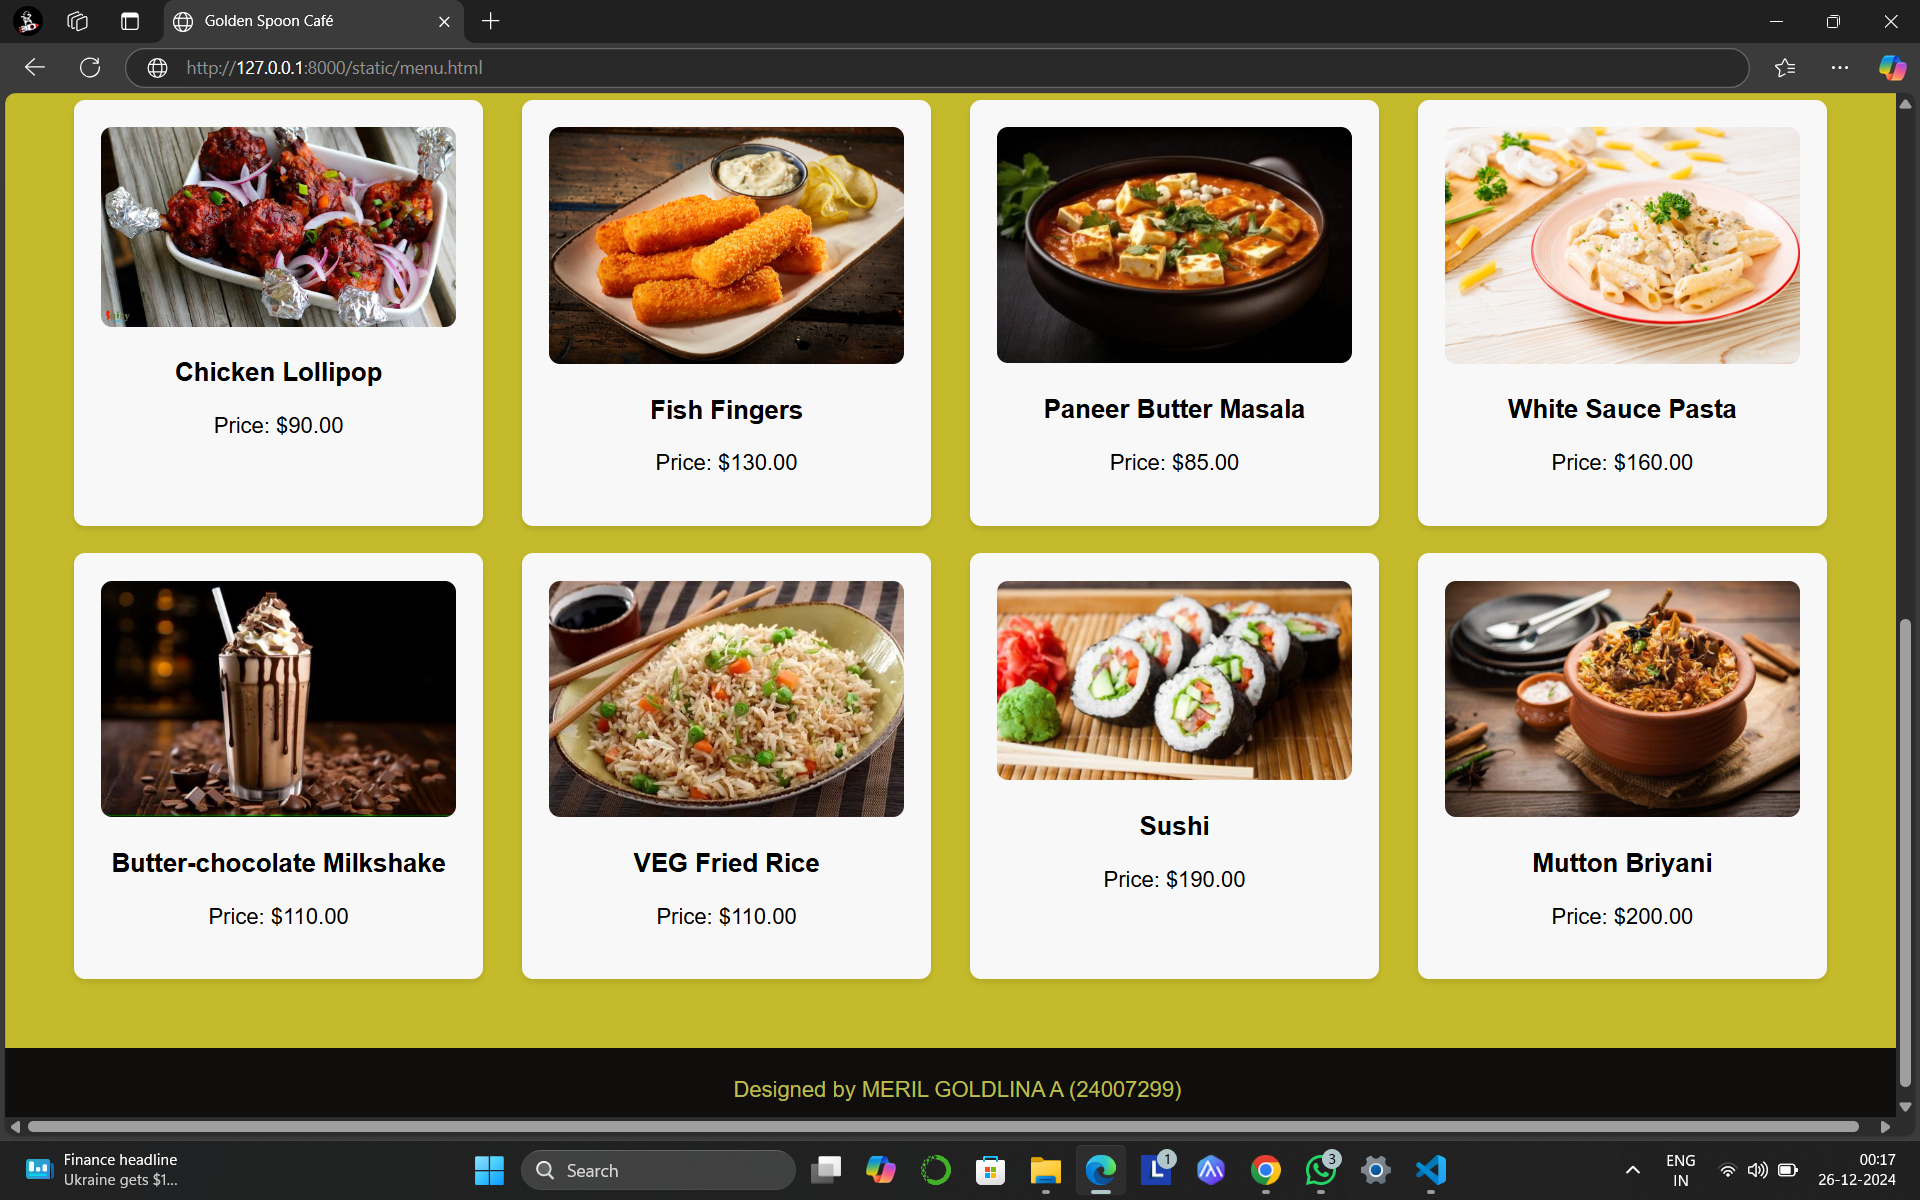 Golden Spoon Café
http://127.0.0.1:8000/static/menu.html
Chicken Lollipop
Price: $90.00
Fish Fingers
Price: $130.00
Paneer Butter Masala
Price: $85.00
White Sauce Pasta
Price: $160.00
Butter-chocolate Milkshake
Price: $110.00
VEG Fried Rice
Price: $110.00
Sushi
Price: $190.00
Mutton Briyani
Price: $200.00
Designed by MERIL GOLDLINA A (24007299)
Finance headline
Ukraine gets $1...
Search
L
1
3
ENG
IN
00:17
26-12-2024